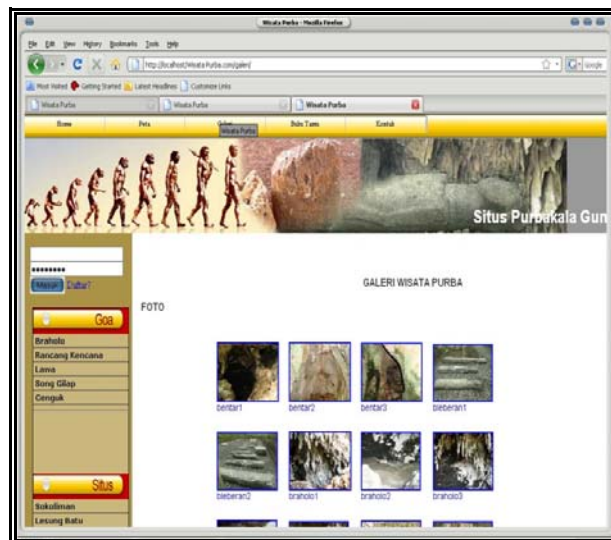 Wisata Purba - Mozilla Firefox
File Edit View History Bookmarks Tools Help
http://localhost/Wisata Purba.com/galeri/
Google
Most Visited Getting Started Latest Headlines Customize Links
Wisata Purba Wisata Purba Wisata Purba
Home Peta Galeri Buku Tamu Kontak
Wisata Purba
Situs Purbakala Gun
Masuk Daftar?
GALERI WISATA PURBA
FOTO
Goa
Braholo
Rancang Kencana
Lawa
Song Gilap
Cenguk
bentar1 bentar2 bentar3 bleberan1
bleberan2 braholo1 braholo2 braholo3
Situs
Sokoliman
Lesung Batu